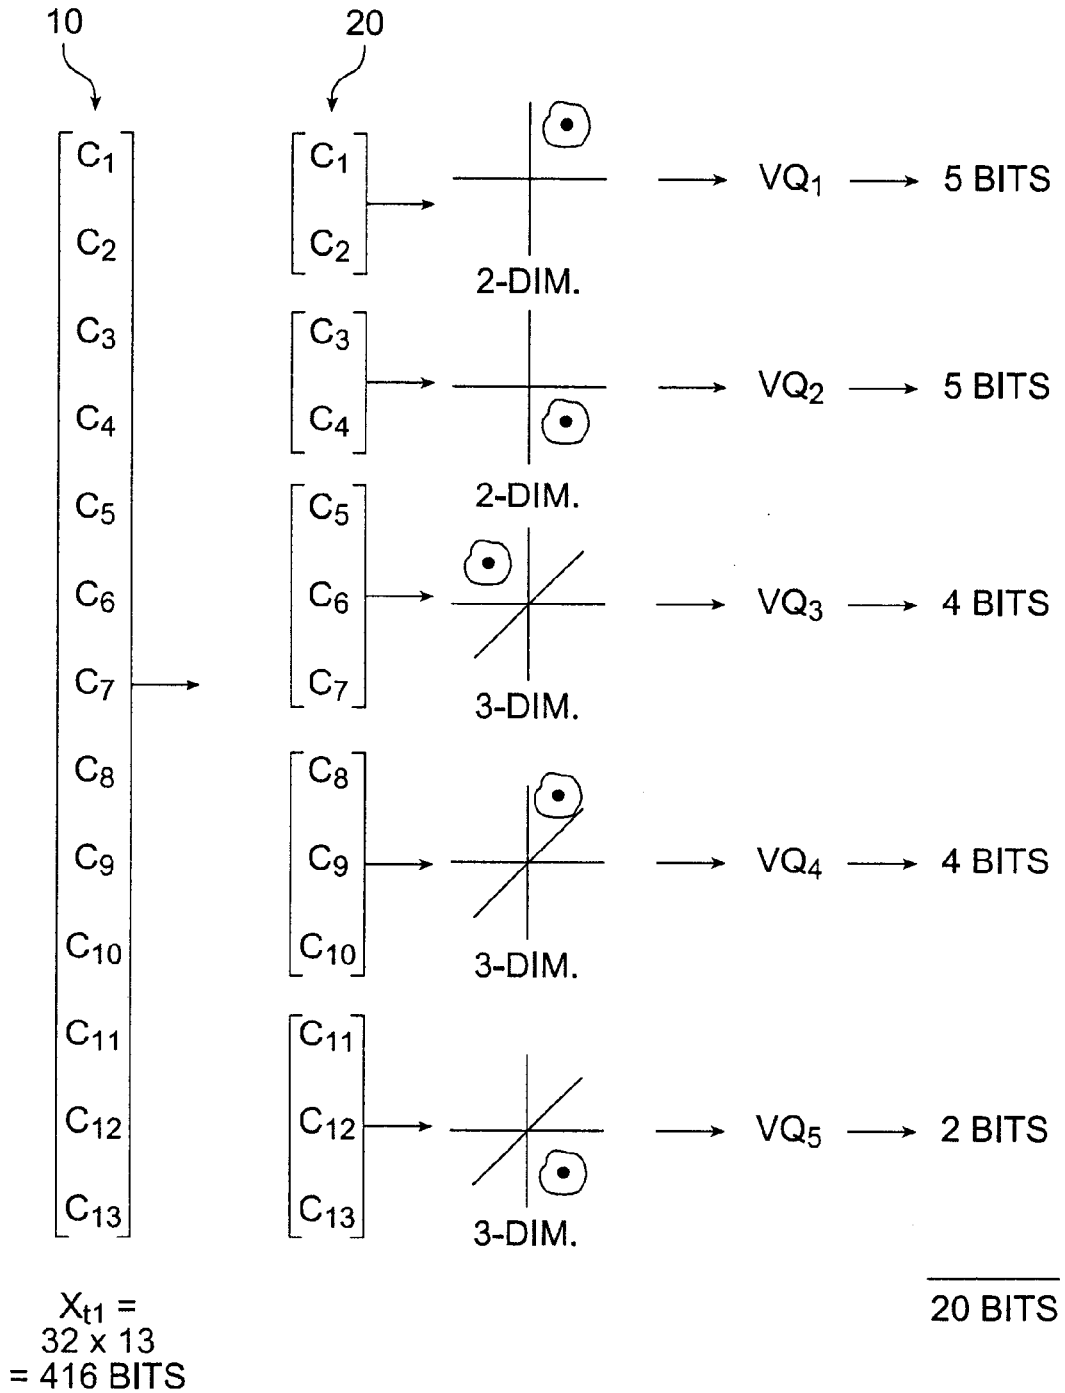 10
20
C1
C2
C3
C4
C5
C6
C7
C8
C9
C10
C11
C12
C13
Xt1 =
32 x 13
= 416 BITS
C1
C2
2-DIM.
VQ1
5 BITS
C3
C4
2-DIM.
VQ2
5 BITS
C5
C6
C7
3-DIM.
VQ3
4 BITS
C8
C9
C10
3-DIM.
VQ4
4 BITS
C11
C12
C13
3-DIM.
VQ5
2 BITS
20 BITS